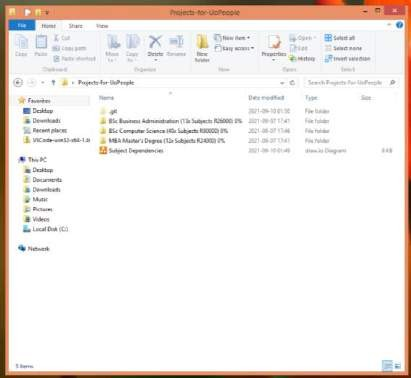 Projects-for-UoPeople
File Home Share View
Copy Paste Cut Copy path Paste shortcut Move to Copy to Delete Rename New folder New item Easy access Properties Open Edit History Select all Select none Invert selection
Clipboard Organize New Open Select
Projects-for-UoPeople Search Projects-for-UoPeople
Name Date modified Type Size
Favorites
Desktop
Downloads
Recent places
VSCode-win32-x64-1.6
This PC
Desktop
Documents
Downloads
Music
Pictures
Videos
Local Disk (C:)
Network
.git 2021-09-10 01:50 File folder
BSc Business Administration (13x Subjects R26000) 0% 2021-09-07 17:41 File folder
BSc Computer Science (40x Subjects R80000) 0% 2021-09-07 17:46 File folder
MBA Master's Degree (12x Subjects R24000) 0% 2021-09-07 17:41 File folder
Subject Dependencies 2021-09-10 01:49 draw.io Diagram KB
5 items